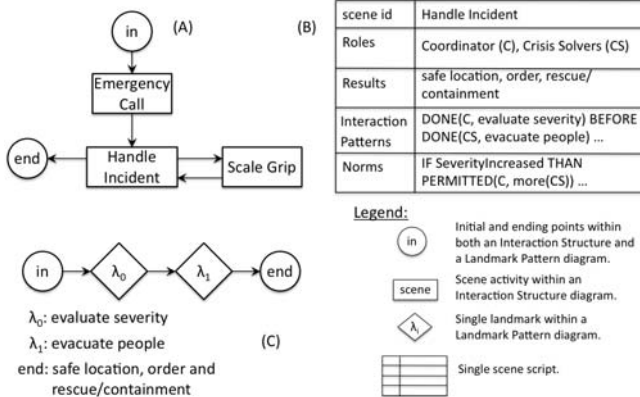 in
(A)
Emergency
Call
end
Handle
Incident
Scale Grip
(B)
scene id
Handle Incident
Roles
Coordinator (C), Crisis Solvers (CS)
Results
safe location, order, rescue/
containment
Interaction
Patterns
DONE(C, evaluate severity) BEFORE
DONE(CS, evacuate people) ...
Norms
IF SeverityIncreased THAN
PERMITTED(C, more(CS)) ...
in
λ0
λ1
end
λ0: evaluate severity
λ1: evacuate people
(C)
end: safe location, order and
rescue/containment
Legend:
in
Initial and ending points within
both an Interaction Structure and
a Landmark Pattern diagram.
scene
Scene activity within an
Interaction Structure diagram.
λi
Single landmark within a
Landmark Pattern diagram.
Single scene script.